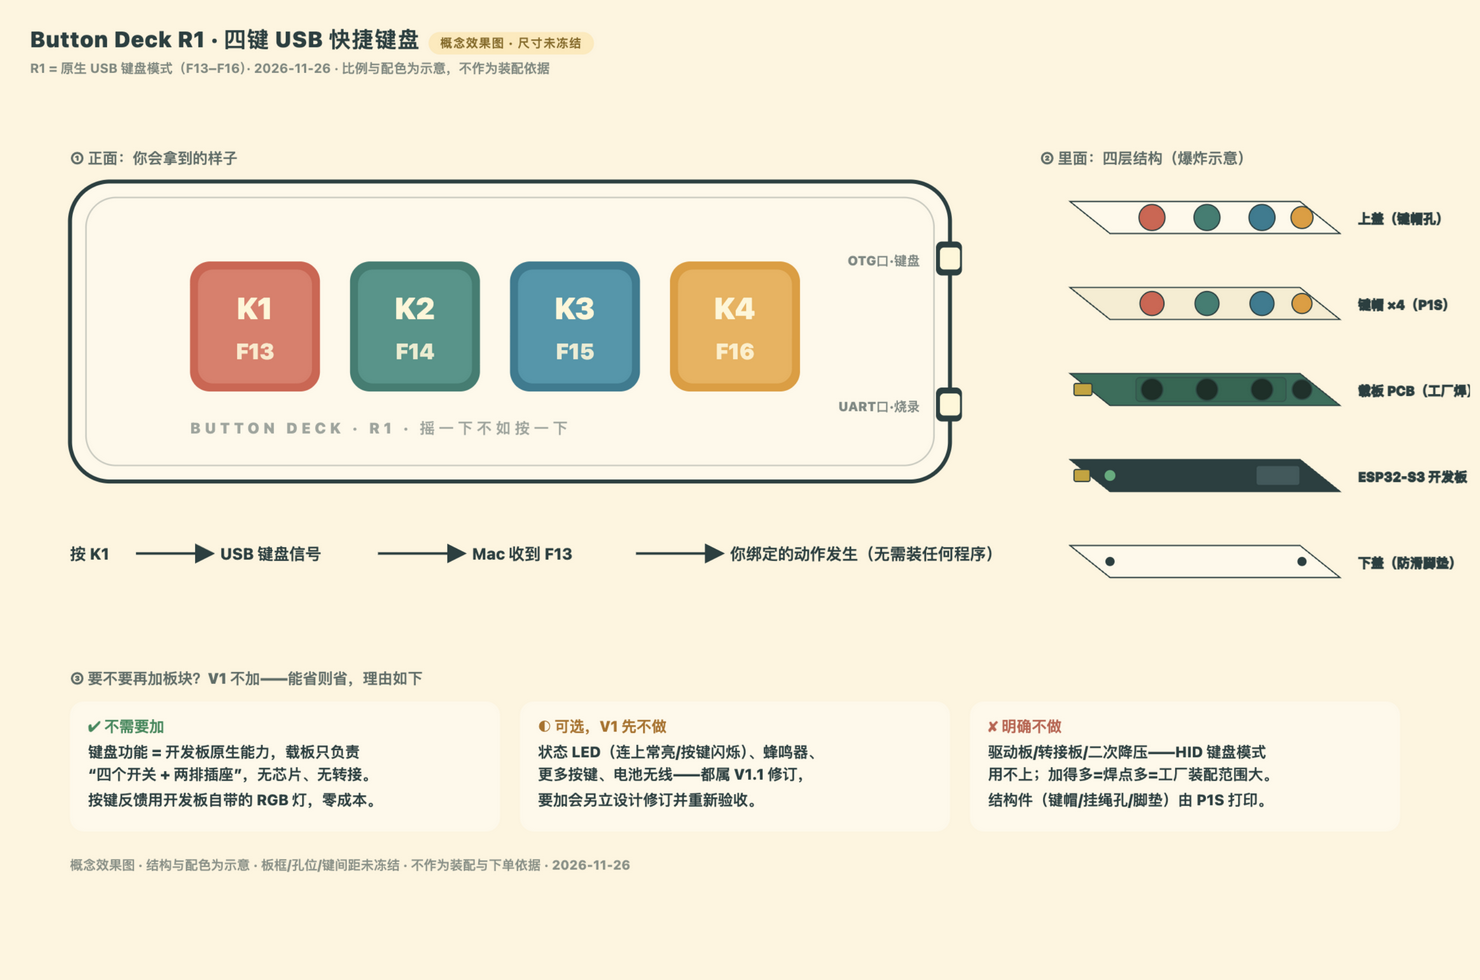 Button Deck R1 · 四键 USB 快捷键盘 概念效果图 · 尺寸未冻结
R1 = 原生 USB 键盘模式（F13–F16）· 2026-11-26 · 比例与配色为示意，不作为装配依据
① 正面：你会拿到的样子
K1
F13
K2
F14
K3
F15
K4
F16
OTG口·键盘
UART口·烧录
BUTTON DECK · R1 · 摇一下不如按一下
② 里面：四层结构（爆炸示意）
上盖（键帽孔）
键帽 ×4（P1S）
载板 PCB（工厂焊）
ESP32-S3 开发板
下盖（防滑脚垫）
按 K1
USB 键盘信号
Mac 收到 F13
你绑定的动作发生（无需装任何程序）
③ 要不要再加板块？V1 不加——能省则省，理由如下
✔ 不需要加
键盘功能 = 开发板原生能力，载板只负责
“四个开关 + 两排插座”，无芯片、无转接。
按键反馈用开发板自带的 RGB 灯，零成本。
◐ 可选，V1 先不做
状态 LED（连上常亮/按键闪烁）、蜂鸣器、
更多按键、电池无线——都属 V1.1 修订，
要加会另立设计修订并重新验收。
✘ 明确不做
驱动板/转接板/二次降压——HID 键盘模式
用不上；加得多=焊点多=工厂装配范围大。
结构件（键帽/挂绳孔/脚垫）由 P1S 打印。
概念效果图 · 结构与配色为示意 · 板框/孔位/键间距未冻结 · 不作为装配与下单依据 · 2026-11-26